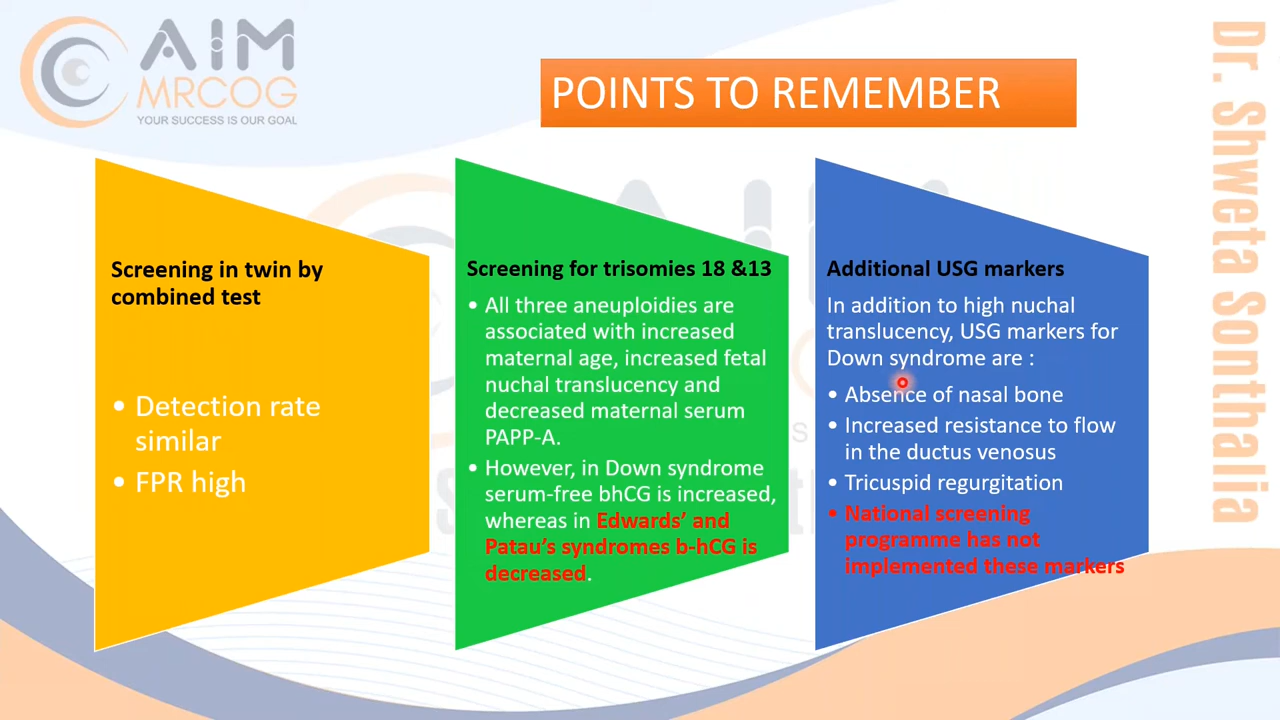 AIM
MRCOG
YOUR SUCCESS IS OUR GOAL
POINTS TO REMEMBER
Dr. Shweta Sonthalia
Screening in twin by
combined test
• Detection rate
similar
• FPR high
Screening for trisomies 18 &13
• All three aneuploidies are
associated with increased
maternal age, increased fetal
nuchal translucency and
decreased maternal serum
PAPP-A.
• However, in Down syndrome
serum-free bhCG is increased,
whereas in Edwards’ and
Patau’s syndromes b-hCG is
decreased.
Additional USG markers
In addition to high nuchal
translucency, USG markers for
Down syndrome are :
• Absence of nasal bone
• Increased resistance to flow
in the ductus venosus
• Tricuspid regurgitation
• National screening
programme has not
implemented these markers